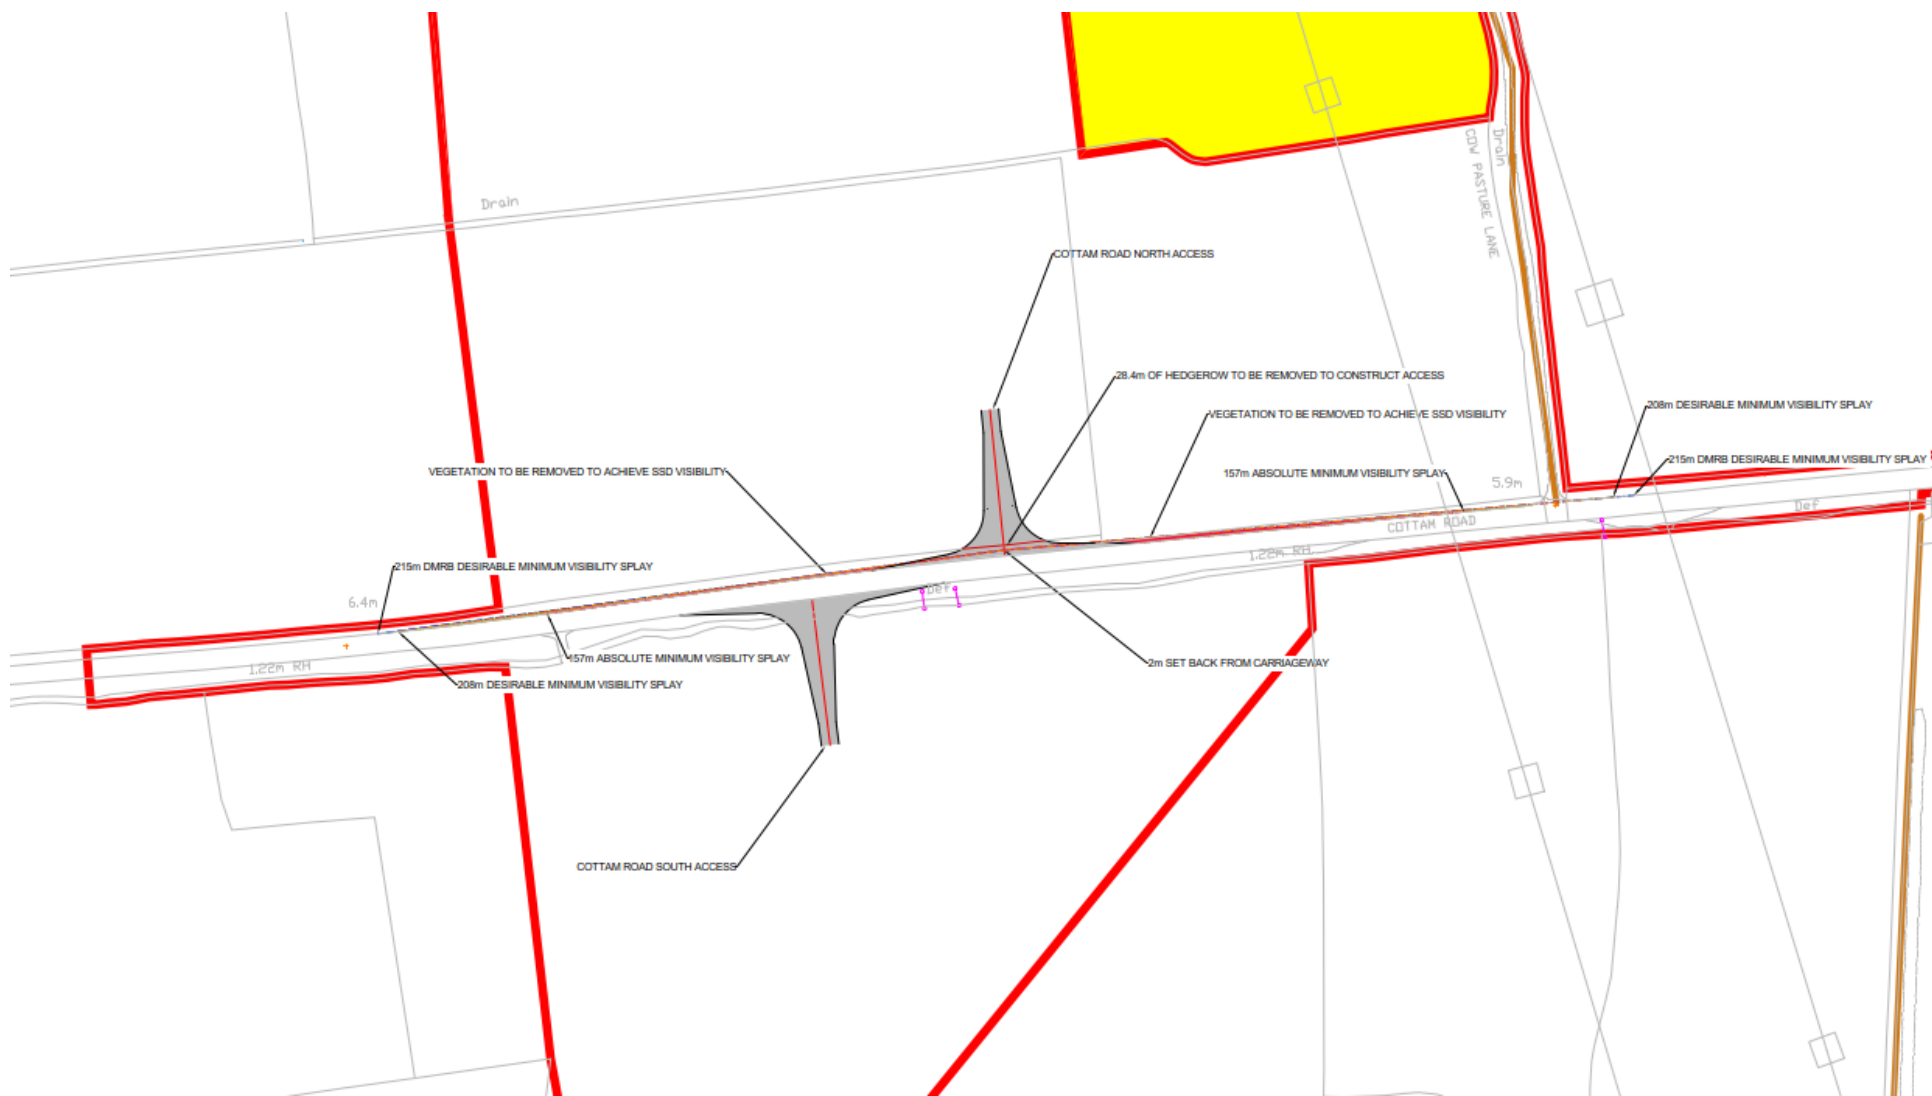 Drain
Drain
COW PASTURE LANE
COTTAM ROAD NORTH ACCESS
28.4m OF HEDGEROW TO BE REMOVED TO CONSTRUCT ACCESS
208m DESIRABLE MINIMUM VISIBILITY SPLAY
VEGETATION TO BE REMOVED TO ACHIEVE SSD VISIBILITY
215m DMRB DESIRABLE MINIMUM VISIBILITY SPLAY
VEGETATION TO BE REMOVED TO ACHIEVE SSD VISIBILITY
157m ABSOLUTE MINIMUM VISIBILITY SPLAY
5.9m
Def
COTTAM ROAD
1.22m RH
215m DMRB DESIRABLE MINIMUM VISIBILITY SPLAY
Def
6.4m
157m ABSOLUTE MINIMUM VISIBILITY SPLAY
2m SET BACK FROM CARRIAGEWAY
1.22m RH
208m DESIRABLE MINIMUM VISIBILITY SPLAY
COTTAM ROAD SOUTH ACCESS